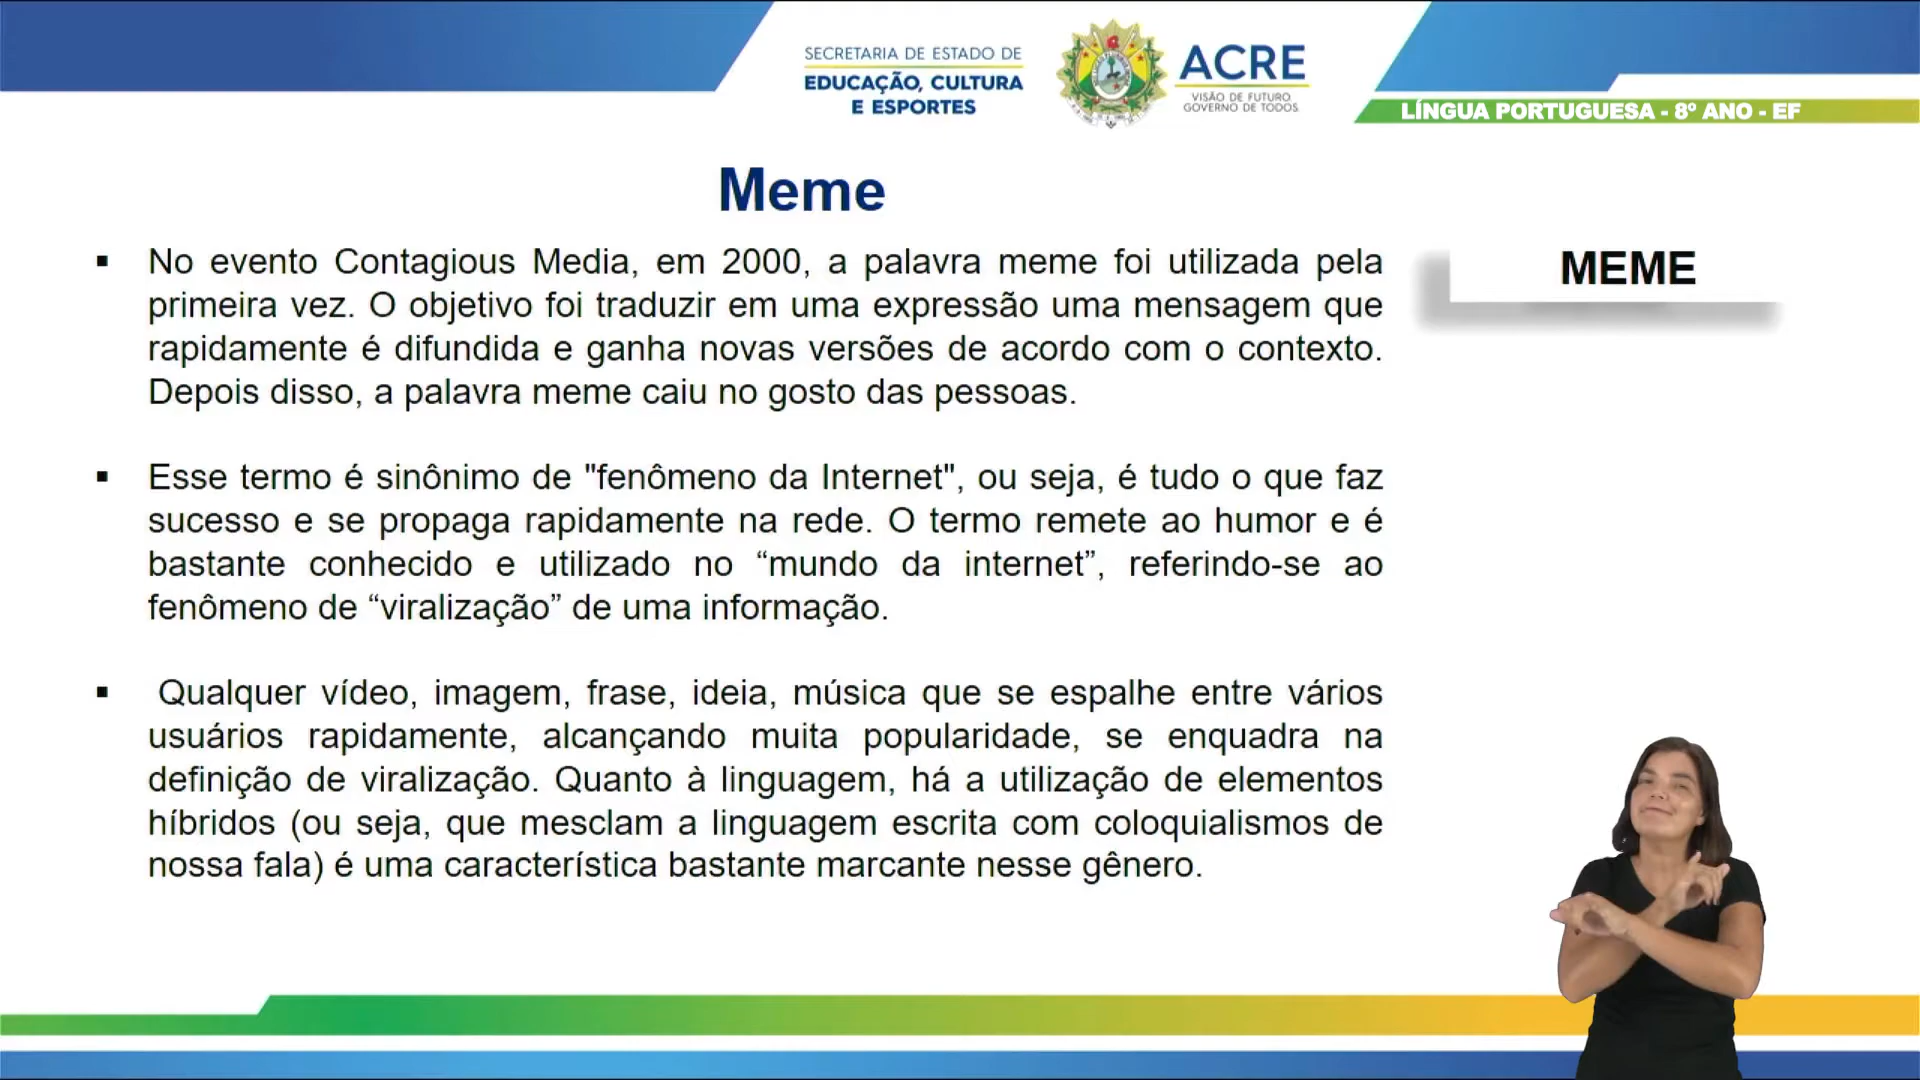 SECRETARIA DE ESTADO DE
EDUCAÇÃO, CULTURA
E ESPORTES
ACRE
VISÃO DE FUTURO.
GOVERNO DE TODOS.
LÍNGUA PORTUGUESA - 8º ANO - EF
Meme
▪ No evento Contagious Media, em 2000, a palavra meme foi utilizada pela
primeira vez. O objetivo foi traduzir em uma expressão uma mensagem que
rapidamente é difundida e ganha novas versões de acordo com o contexto.
Depois disso, a palavra meme caiu no gosto das pessoas.
▪ Esse termo é sinônimo de "fenômeno da Internet", ou seja, é tudo o que faz
sucesso e se propaga rapidamente na rede. O termo remete ao humor e é
bastante conhecido e utilizado no “mundo da internet”, referindo-se ao
fenômeno de “viralização” de uma informação.
▪ Qualquer vídeo, imagem, frase, ideia, música que se espalhe entre vários
usuários rapidamente, alcançando muita popularidade, se enquadra na
definição de viralização. Quanto à linguagem, há a utilização de elementos
híbridos (ou seja, que mesclam a linguagem escrita com coloquialismos de
nossa fala) é uma característica bastante marcante nesse gênero.
MEME